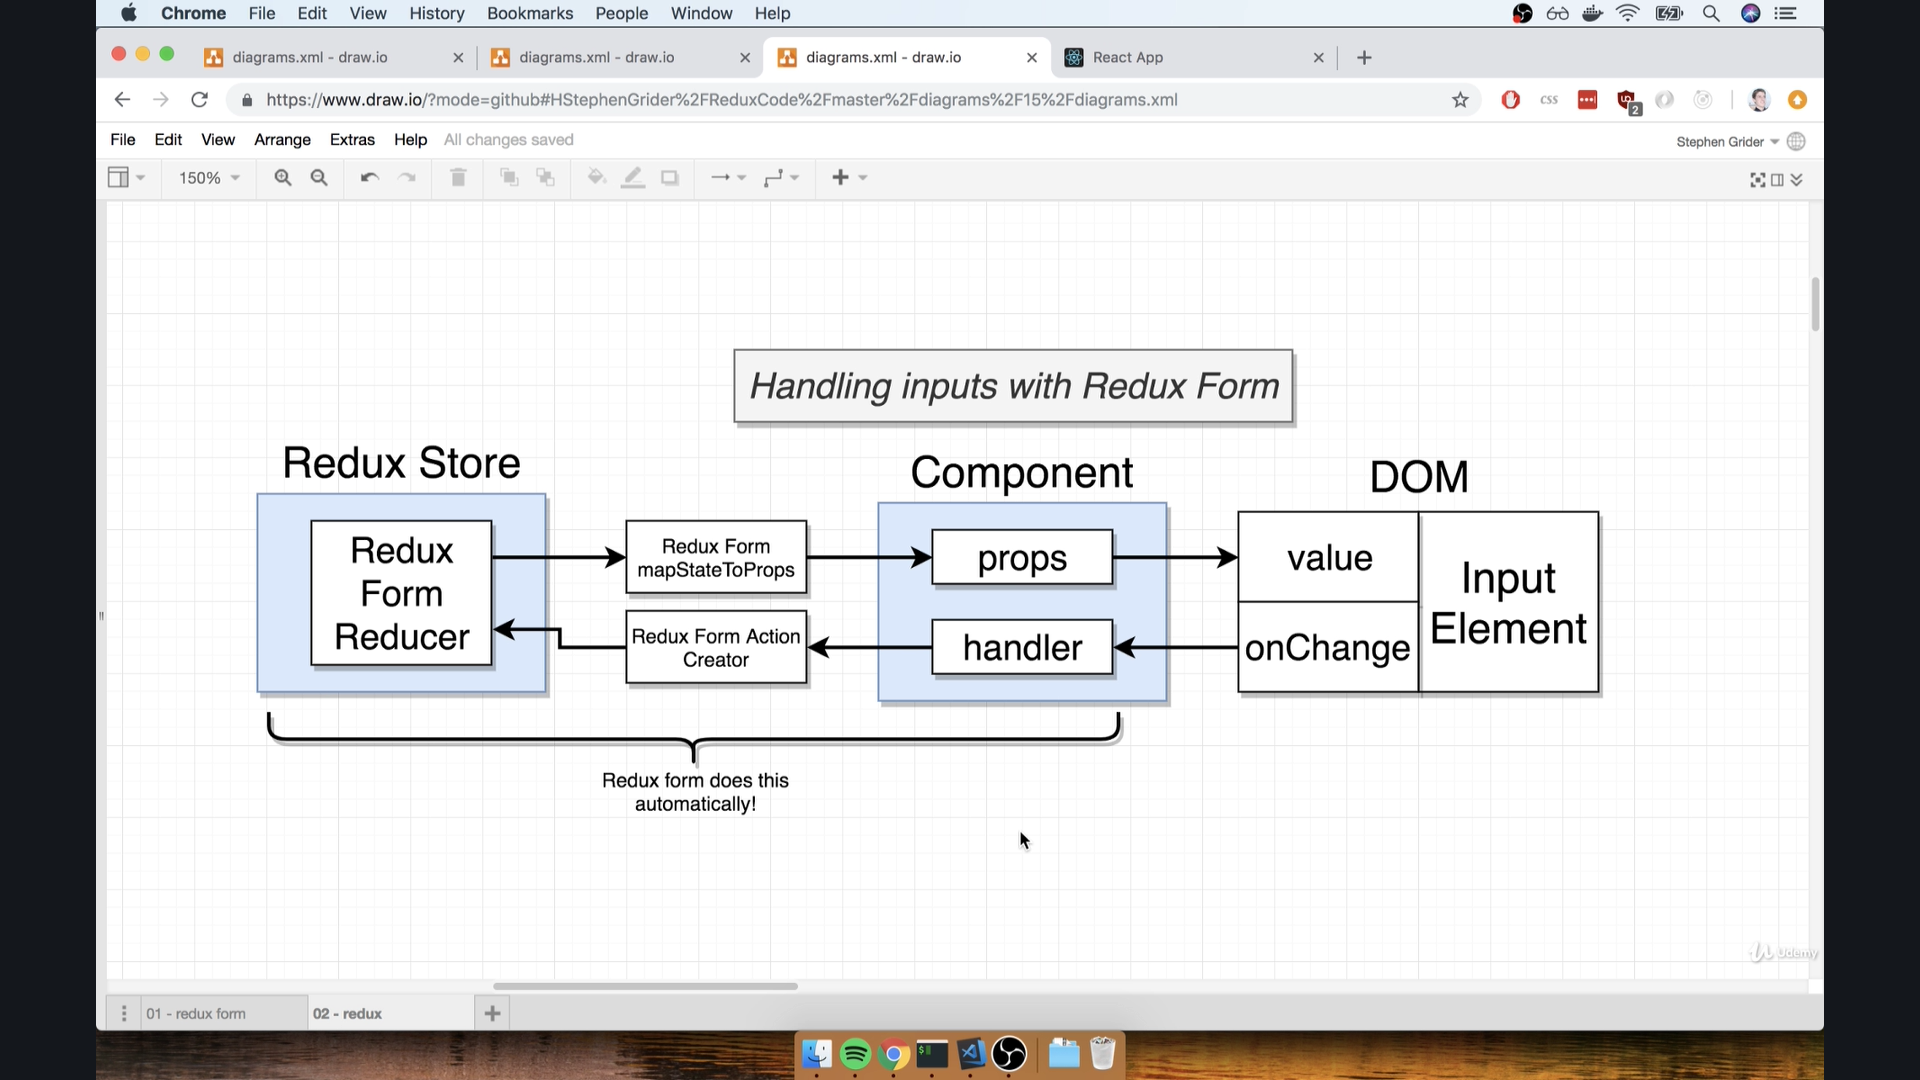 Chrome File Edit View History Bookmarks People Window Help
diagrams.xml - draw.io
diagrams.xml - draw.io
diagrams.xml - draw.io
React App
https://www.draw.io/?mode=github#HStephenGrider%2FReduxCode%2Fmaster%2Fdiagrams%2F15%2Fdiagrams.xml
css
2
File Edit View Arrange Extras Help All changes saved
Stephen Grider
150%
Handling inputs with Redux Form
Redux Store
Component
DOM
Redux
Form
Reducer
Redux Form
mapStateToProps
props
value
Input
Element
Redux Form Action
Creator
handler
onChange
Redux form does this
automatically!
Udemy
01 - redux form
02 - redux